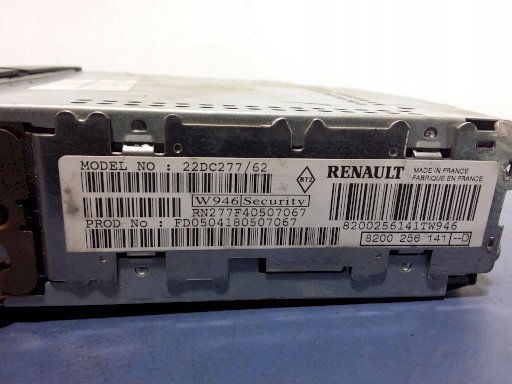 MODEL NO : 22DC277/62
W946 Security
RN277F40507067
PROD No : FD0504180507067
BT2
RENAULT
MADE IN FRANCE
FABRIQUE EN FRANCE
8200256141TW946
8200 256 141 --D